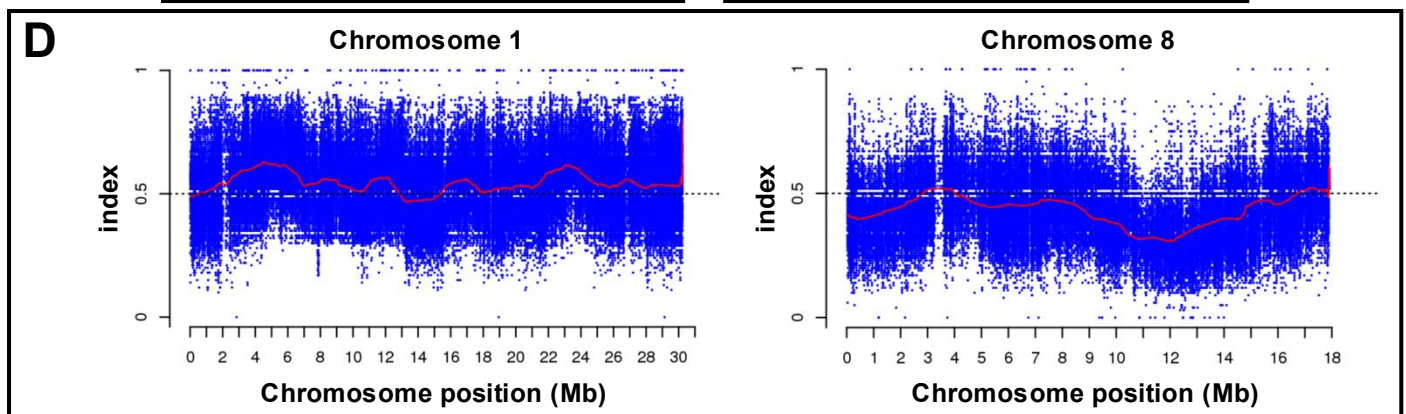 D
Chromosome 1
Chromosome 8
index
1
0.5
0
0 2 4 6 8 10 12 14 16 18 20 22 24 26 28 30
Chromosome position (Mb)
index
1
0.5
0
0 1 2 3 4 5 6 7 8 9 10 12 14 16 18
Chromosome position (Mb)